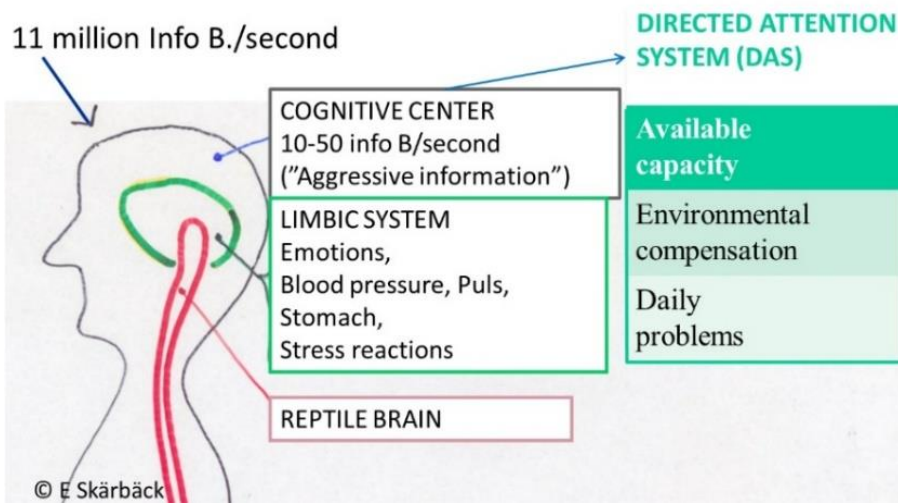 11 million Info B./second
DIRECTED ATTENTION
SYSTEM (DAS)
COGNITIVE CENTER
10-50 info B/second
("Aggressive information")
LIMBIC SYSTEM
Emotions,
Blood pressure, Puls,
Stomach,
Stress reactions
REPTILE BRAIN
Available
capacity
Environmental
compensation
Daily
problems
© E Skärbäck